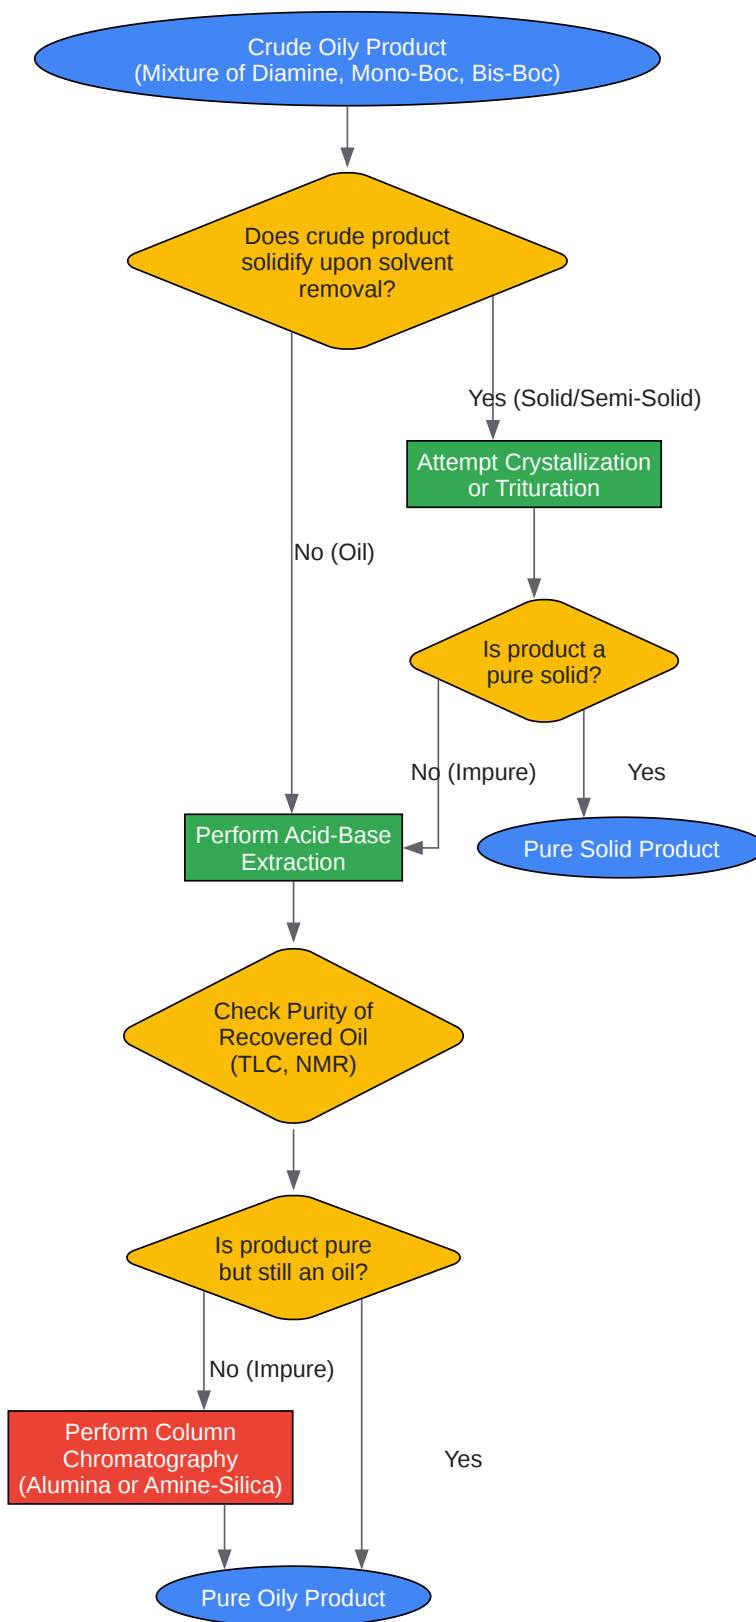 Crude Oily Product
(Mixture of Diamine, Mono-Boc, Bis-Boc)
Does crude product
solidify upon solvent
removal?
Yes (Solid/Semi-Solid)
Attempt Crystallization
or Trituration
No (Oil)
Is product a
pure solid?
No (Impure)
Yes
Perform Acid-Base
Extraction
Pure Solid Product
Check Purity of
Recovered Oil
(TLC, NMR)
Is product pure
but still an oil?
No (Impure)
Perform Column
Chromatography
(Alumina or Amine-Silica)
Yes
Pure Oily Product